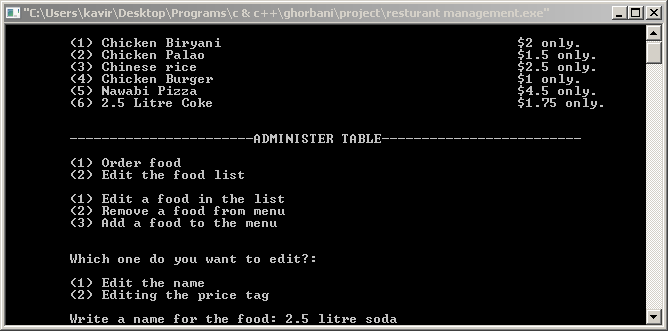 "C:\Users\kavir\Desktop\Programs\c & c++\ghorbani\project\resturant management.exe"
(1) Chicken Biryani $2 only.
(2) Chicken Palao $1.5 only.
(3) Chinese rice $2.5 only.
(4) Chicken Burger $1 only.
(5) Nawabi Pizza $4.5 only.
(6) 2.5 Litre Coke $1.75 only.
-----------------------ADMINISTER TABLE-------------------------
(1) Order food
(2) Edit the food list
(1) Edit a food in the list
(2) Remove a food from menu
(3) Add a food to the menu
Which one do you want to edit?:
(1) Edit the name
(2) Editing the price tag
Write a name for the food: 2.5 litre soda